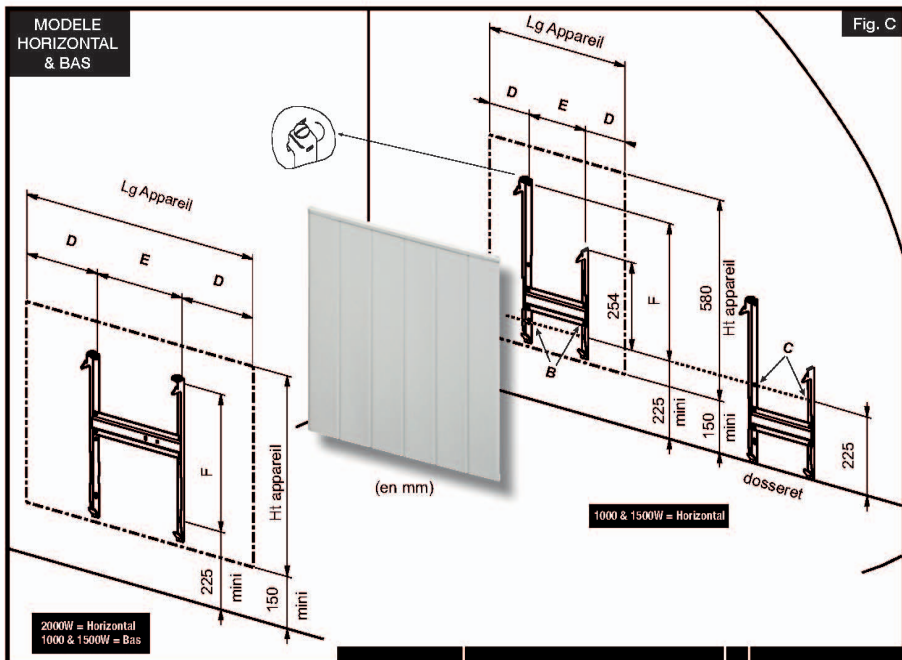 MODELE
HORIZONTAL
& BAS
Fig. C
Lg Appareil
D
E
D
580
Ht appareil
F
254
B
225
mini
150
mini
C
225
dosseret
1000 & 1500W = Horizontal
Lg Appareil
D
E
D
F
Ht appareil
225
mini
150
mini
(en mm)
2000W = Horizontal
1000 & 1500W = Bas